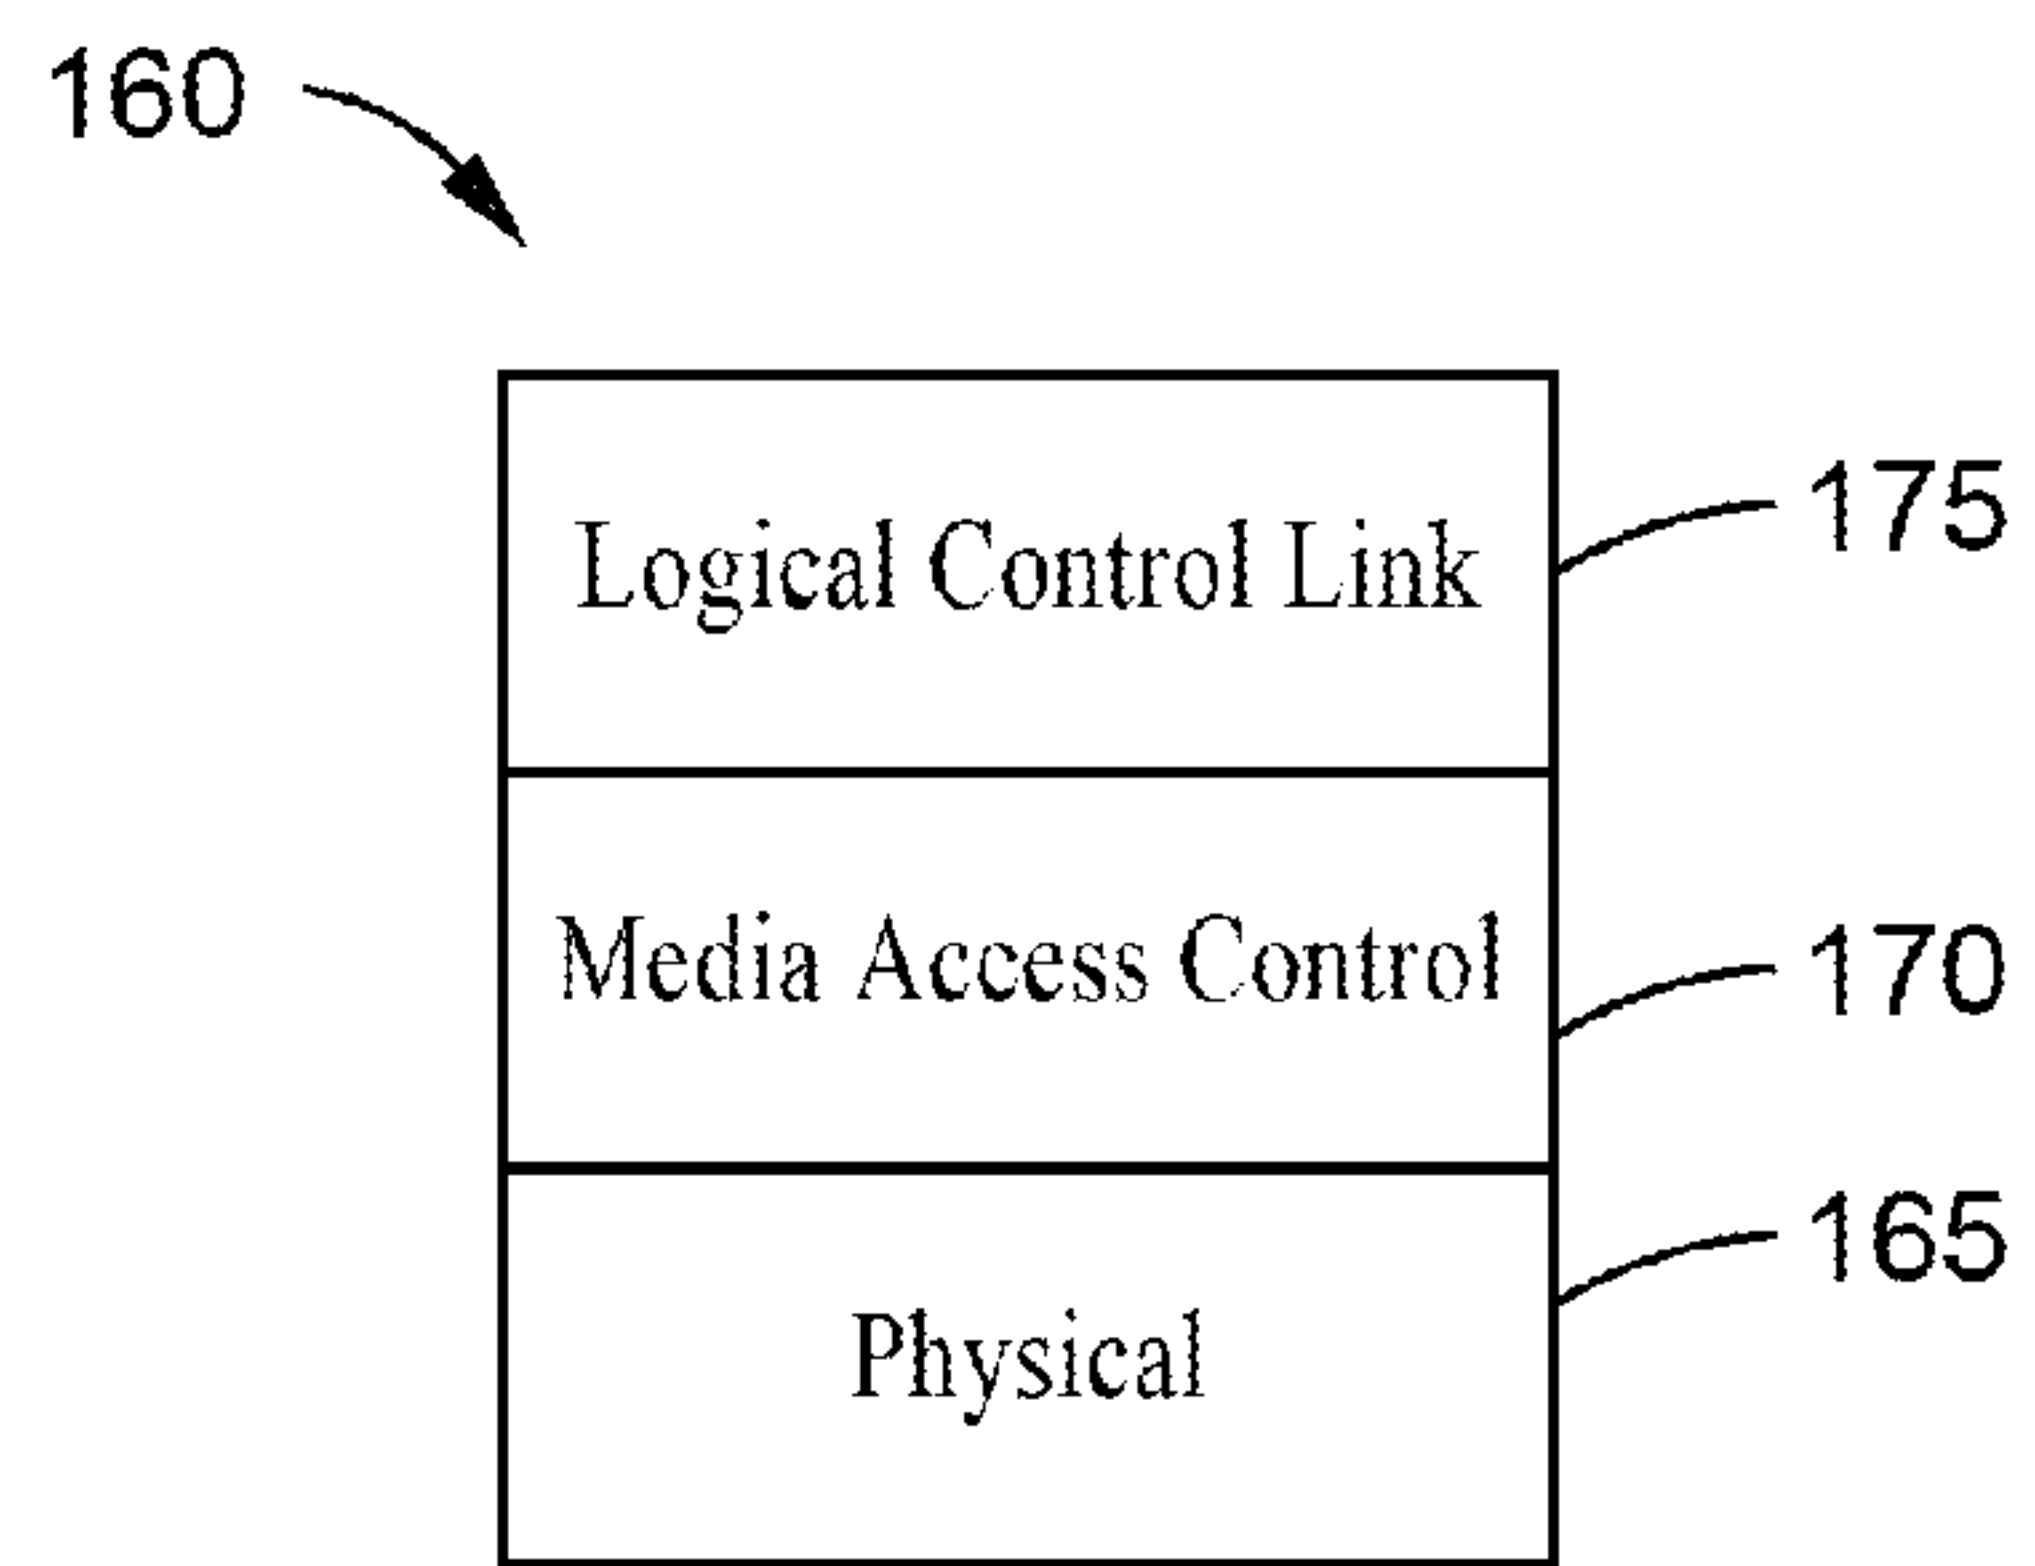 160
Logical Control Link
175
Media Access Control
170
Physical
165